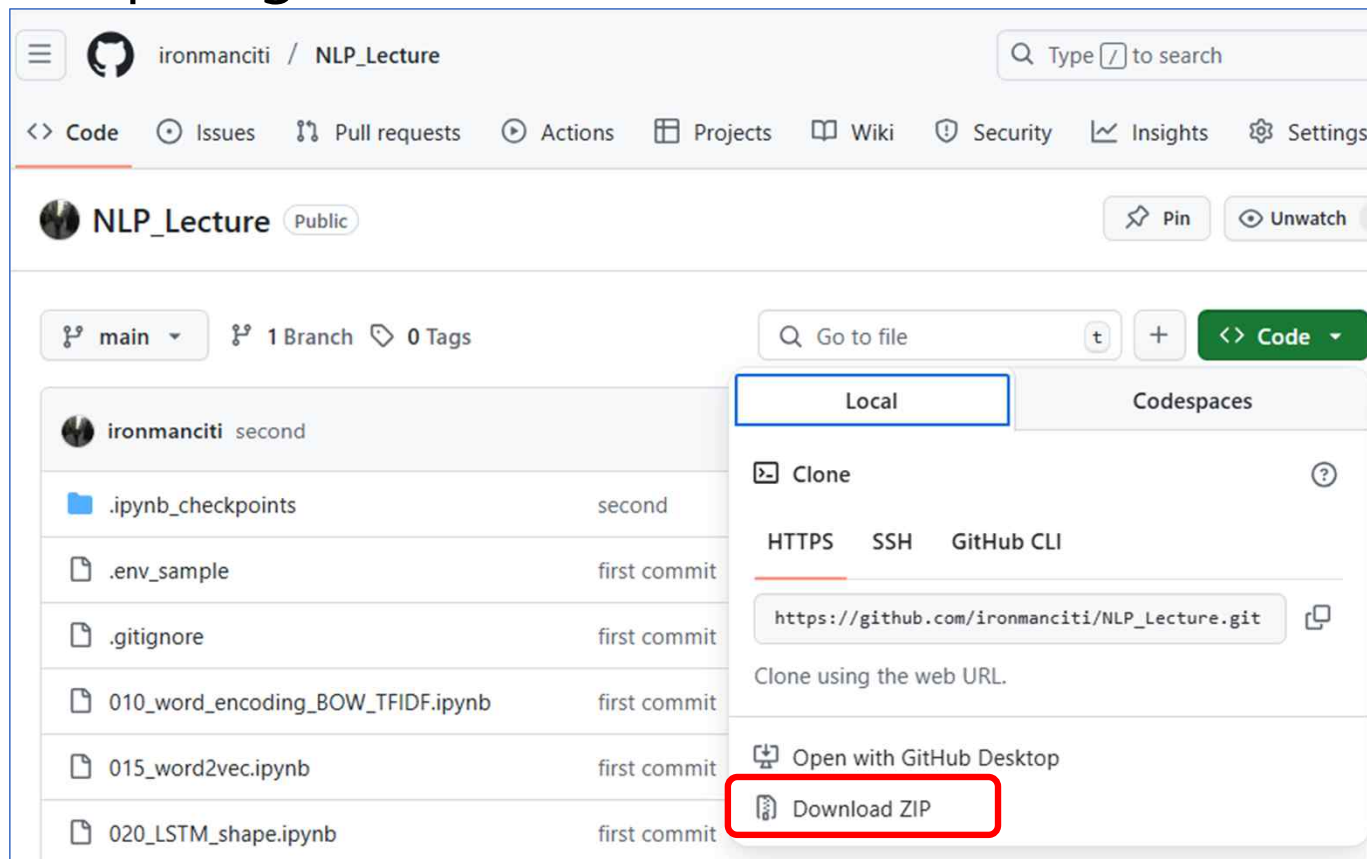 ironmanciti / NLP_Lecture
Type / to search
Code Issues Pull requests Actions Projects Wiki Security Insights Settings
NLP_Lecture Public
Pin Unwatch
main 1 Branch 0 Tags
Go to file t + Code
Local Codespaces
ironmanciti second
Clone
.ipynb_checkpoints second
HTTPS SSH GitHub CLI
.env_sample first commit
https://github.com/ironmanciti/NLP_Lecture.git
.gitignore first commit
Clone using the web URL.
010_word_encoding_BOW_TFIDF.ipynb first commit
Open with GitHub Desktop
015_word2vec.ipynb first commit
Download ZIP
020_LSTM_shape.ipynb first commit